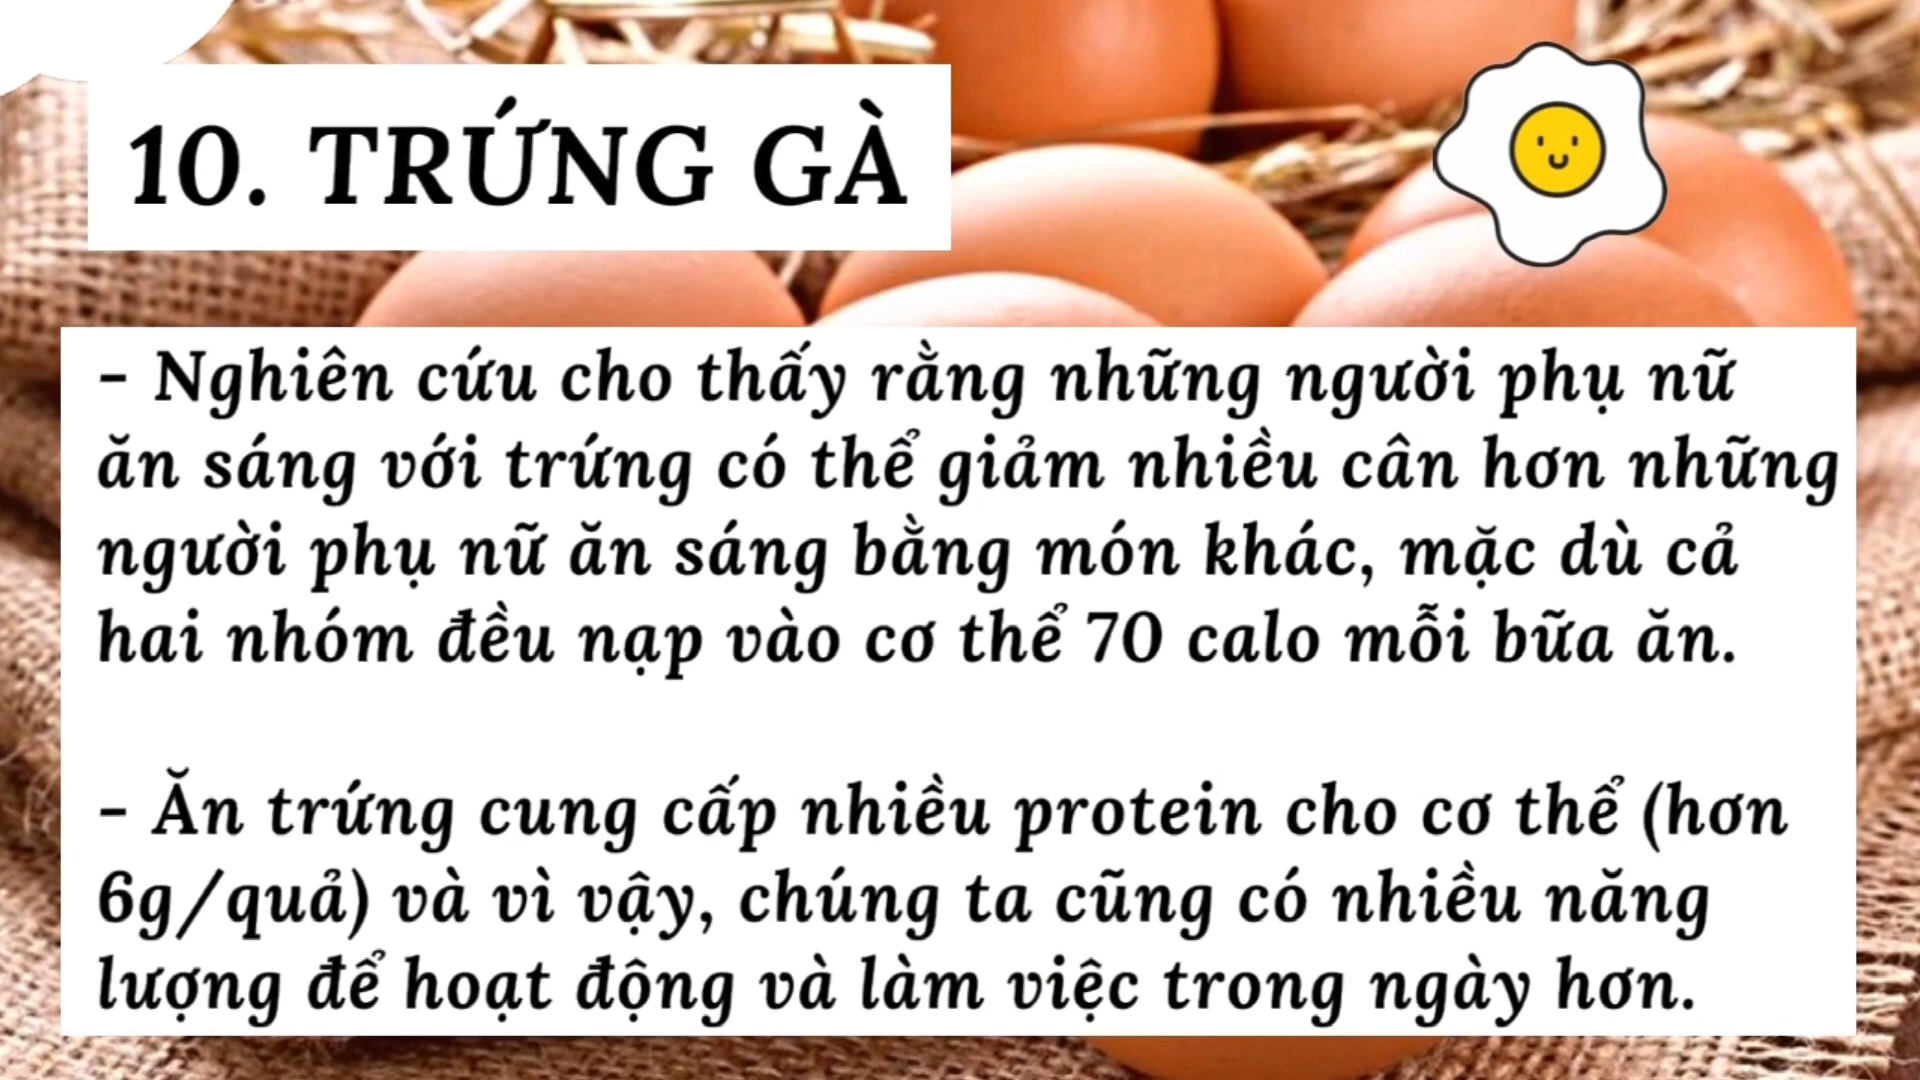 10. TRỨNG GÀ
- Nghiên cứu cho thấy rằng những người phụ nữ
ăn sáng với trứng có thể giảm nhiều cân hơn những
người phụ nữ ăn sáng bằng món khác, mặc dù cả
hai nhóm đều nạp vào cơ thể 70 calo mỗi bữa ăn.
- Ăn trứng cung cấp nhiều protein cho cơ thể (hơn
6g/quả) và vì vậy, chúng ta cũng có nhiều năng
lượng để hoạt động và làm việc trong ngày hơn.